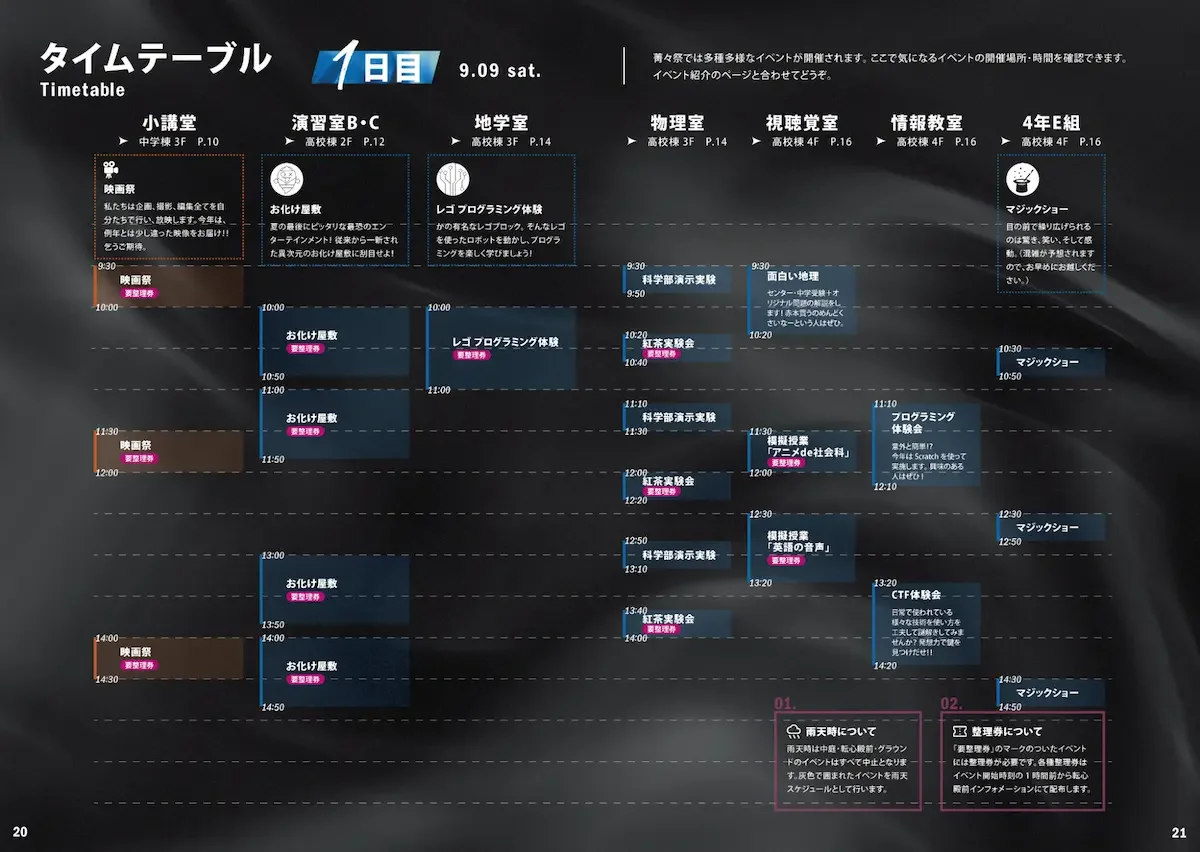 タイムテーブル
Timetable
1日目
9.09 sat.
菁々祭では多種多様なイベントが開催されます。ここで気になるイベントの開催場所・時間を確認できます。
イベント紹介のページと合わせてどうぞ。
小講堂
➤ 中学棟 3F P.10
映画祭
私たちは企画、撮影、編集全てを自
分たちで行い、放映します。今年は、
例年とは少し違った映像をお届け!!
乞うご期待。
9:30
映画祭
要整理券
10:00
11:30
映画祭
要整理券
12:00
14:00
映画祭
要整理券
14:30
演習室B・C
➤ 高校棟 2F P.12
お化け屋敷
夏の最後にピッタリな最恐のエン
ターテインメント! 従来から一新され
た異次元のお化け屋敷に刮目せよ!
10:00
お化け屋敷
要整理券
10:50
11:00
お化け屋敷
要整理券
11:50
13:00
お化け屋敷
要整理券
13:50
14:00
お化け屋敷
要整理券
14:50
地学室
➤ 高校棟 3F P.14
レゴ プログラミング体験
かの有名なレゴブロック。そんなレゴ
を使ったロボットを動かし、プログラ
ミングを楽しく学びましょう!
10:00
レゴ プログラミング体験
要整理券
11:00
物理室
➤ 高校棟 3F P.14
9:30
科学部演示実験
9:50
10:20
紅茶実験会
要整理券
10:40
11:10
科学部演示実験
11:30
12:00
紅茶実験会
要整理券
12:20
12:50
科学部演示実験
13:10
13:40
紅茶実験会
要整理券
14:00
視聴覚室
➤ 高校棟 4F P.16
9:30
面白い地理
センター・中学受験+オ
リジナル問題の解説をし
ます! 赤本買うのめんどく
さいなーという人はぜひ。
10:20
11:30
模擬授業
「アニメde社会科」
要整理券
12:00
12:30
模擬授業
「英語の音声」
要整理券
13:20
情報教室
➤ 高校棟 4F P.16
11:10
プログラミング
体験会
意外と簡単!?
今年は Scratch を使って
実施します。興味のある
人はぜひ!
12:10
13:20
CTF体験会
日常で使われている
様々な技術を使い方を
工夫して謎解きしてみま
せんか? 発想力で鍵を
見つけだせ!!
14:20
4年E組
➤ 高校棟 4F P.16
マジックショー
目の前で繰り広げられる
のは驚き、笑い、そして感
動。（混雑が予想されます
ので、お早めにお越しくだ
さい。）
10:30
マジックショー
10:50
12:30
マジックショー
12:50
14:30
マジックショー
14:50
01.
雨天時について
雨天時は中庭・転心殿前・グラウン
ドのイベントはすべて中止となりま
す。灰色で囲まれたイベントを雨天
スケジュールとして行います。
02.
整理券について
「要整理券」のマークのついたイベント
には整理券が必要です。各種整理券は
イベント開始時刻の1時間前から転心
殿前インフォメーションにて配布します。
20
21